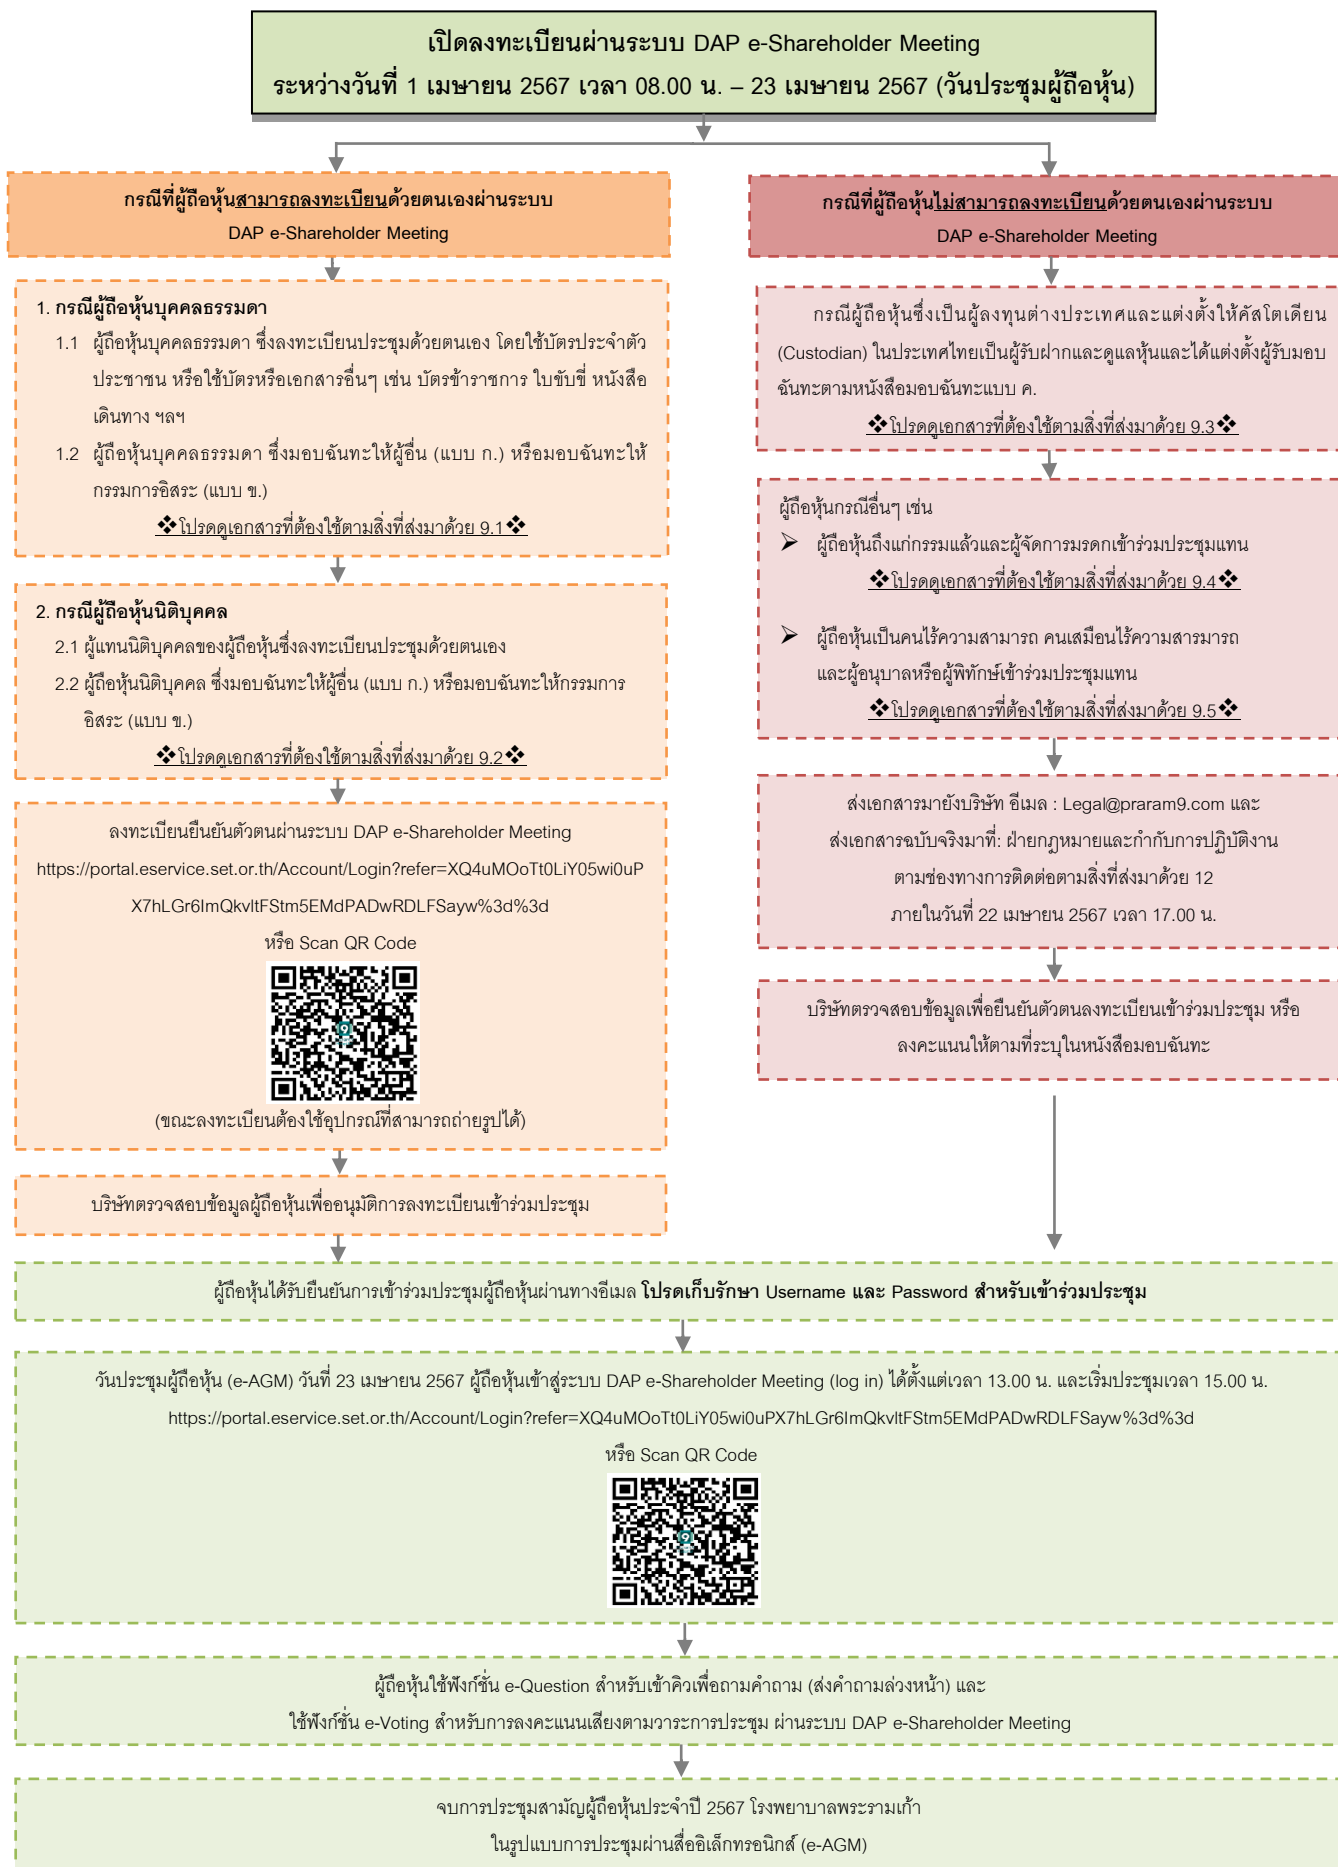 เปิดลงทะเบียนผ่านระบบ DAP e-Shareholder Meeting
ระหว่างวันที่ 1 เมษายน 2567 เวลา 08.00 น. – 23 เมษายน 2567 (วันประชุมผู้ถือหุ้น)
กรณีที่ผู้ถือหุ้นสามารถลงทะเบียนด้วยตนเองผ่านระบบ
DAP e-Shareholder Meeting
1. กรณีผู้ถือหุ้นบุคคลธรรมดา
1.1 ผู้ถือหุ้นบุคคลธรรมดา ซึ่งลงทะเบียนประชุมด้วยตนเอง โดยใช้บัตรประจำตัว
ประชาชน หรือใช้บัตรหรือเอกสารอื่นๆ เช่น บัตรข้าราชการ ใบขับขี่ หนังสือ
เดินทาง ฯลฯ
1.2 ผู้ถือหุ้นบุคคลธรรมดา ซึ่งมอบฉันทะให้ผู้อื่น (แบบ ก.) หรือมอบฉันทะให้
กรรมการอิสระ (แบบ ข.)
❖โปรดดูเอกสารที่ต้องใช้ตามสิ่งที่ส่งมาด้วย 9.1❖
2. กรณีผู้ถือหุ้นนิติบุคคล
2.1 ผู้แทนนิติบุคคลของผู้ถือหุ้นซึ่งลงทะเบียนประชุมด้วยตนเอง
2.2 ผู้ถือหุ้นนิติบุคคล ซึ่งมอบฉันทะให้ผู้อื่น (แบบ ก.) หรือมอบฉันทะให้กรรมการ
อิสระ (แบบ ข.)
❖โปรดดูเอกสารที่ต้องใช้ตามสิ่งที่ส่งมาด้วย 9.2❖
ลงทะเบียนยืนยันตัวตนผ่านระบบ DAP e-Shareholder Meeting
https://portal.eservice.set.or.th/Account/Login?refer=XQ4uMOoTt0LiY05wi0uP
X7hLGr6ImQkvltFStm5EMdPADwRDLFSayw%3d%3d
หรือ Scan QR Code
(ขณะลงทะเบียนต้องใช้อุปกรณ์ที่สามารถถ่ายรูปได้)
บริษัทตรวจสอบข้อมูลผู้ถือหุ้นเพื่ออนุมัติการลงทะเบียนเข้าร่วมประชุม
กรณีที่ผู้ถือหุ้นไม่สามารถลงทะเบียนด้วยตนเองผ่านระบบ
DAP e-Shareholder Meeting
กรณีผู้ถือหุ้นซึ่งเป็นผู้ลงทุนต่างประเทศและแต่งตั้งให้คัสโตเดียน
(Custodian) ในประเทศไทยเป็นผู้รับฝากและดูแลหุ้นและได้แต่งตั้งผู้รับมอบ
ฉันทะตามหนังสือมอบฉันทะแบบ ค.
❖โปรดดูเอกสารที่ต้องใช้ตามสิ่งที่ส่งมาด้วย 9.3❖
ผู้ถือหุ้นกรณีอื่นๆ เช่น
➢ ผู้ถือหุ้นถึงแก่กรรมแล้วและผู้จัดการมรดกเข้าร่วมประชุมแทน
❖โปรดดูเอกสารที่ต้องใช้ตามสิ่งที่ส่งมาด้วย 9.4❖
➢ ผู้ถือหุ้นเป็นคนไร้ความสามารถ คนเสมือนไร้ความสารมารถ
และผู้อนุบาลหรือผู้พิทักษ์เข้าร่วมประชุมแทน
❖โปรดดูเอกสารที่ต้องใช้ตามสิ่งที่ส่งมาด้วย 9.5❖
ส่งเอกสารมายังบริษัท อีเมล : Legal@praram9.com และ
ส่งเอกสารฉบับจริงมาที่: ฝ่ายกฎหมายและกำกับการปฏิบัติงาน
ตามช่องทางการติดต่อตามสิ่งที่ส่งมาด้วย 12
ภายในวันที่ 22 เมษายน 2567 เวลา 17.00 น.
บริษัทตรวจสอบข้อมูลเพื่อยืนยันตัวตนลงทะเบียนเข้าร่วมประชุม หรือ
ลงคะแนนให้ตามที่ระบุในหนังสือมอบฉันทะ
ผู้ถือหุ้นได้รับยืนยันการเข้าร่วมประชุมผู้ถือหุ้นผ่านทางอีเมล โปรดเก็บรักษา Username และ Password สำหรับเข้าร่วมประชุม
วันประชุมผู้ถือหุ้น (e-AGM) วันที่ 23 เมษายน 2567 ผู้ถือหุ้นเข้าสู่ระบบ DAP e-Shareholder Meeting (log in) ได้ตั้งแต่เวลา 13.00 น. และเริ่มประชุมเวลา 15.00 น.
https://portal.eservice.set.or.th/Account/Login?refer=XQ4uMOoTt0LiY05wi0uPX7hLGr6ImQkvltFStm5EMdPADwRDLFSayw%3d%3d
หรือ Scan QR Code
ผู้ถือหุ้นใช้ฟังก์ชั่น e-Question สำหรับเข้าคิวเพื่อถามคำถาม (ส่งคำถามล่วงหน้า) และ
ใช้ฟังก์ชั่น e-Voting สำหรับการลงคะแนนเสียงตามวาระการประชุม ผ่านระบบ DAP e-Shareholder Meeting
จบการประชุมสามัญผู้ถือหุ้นประจำปี 2567 โรงพยาบาลพระรามเก้า
ในรูปแบบการประชุมผ่านสื่ออิเล็กทรอนิกส์ (e-AGM)